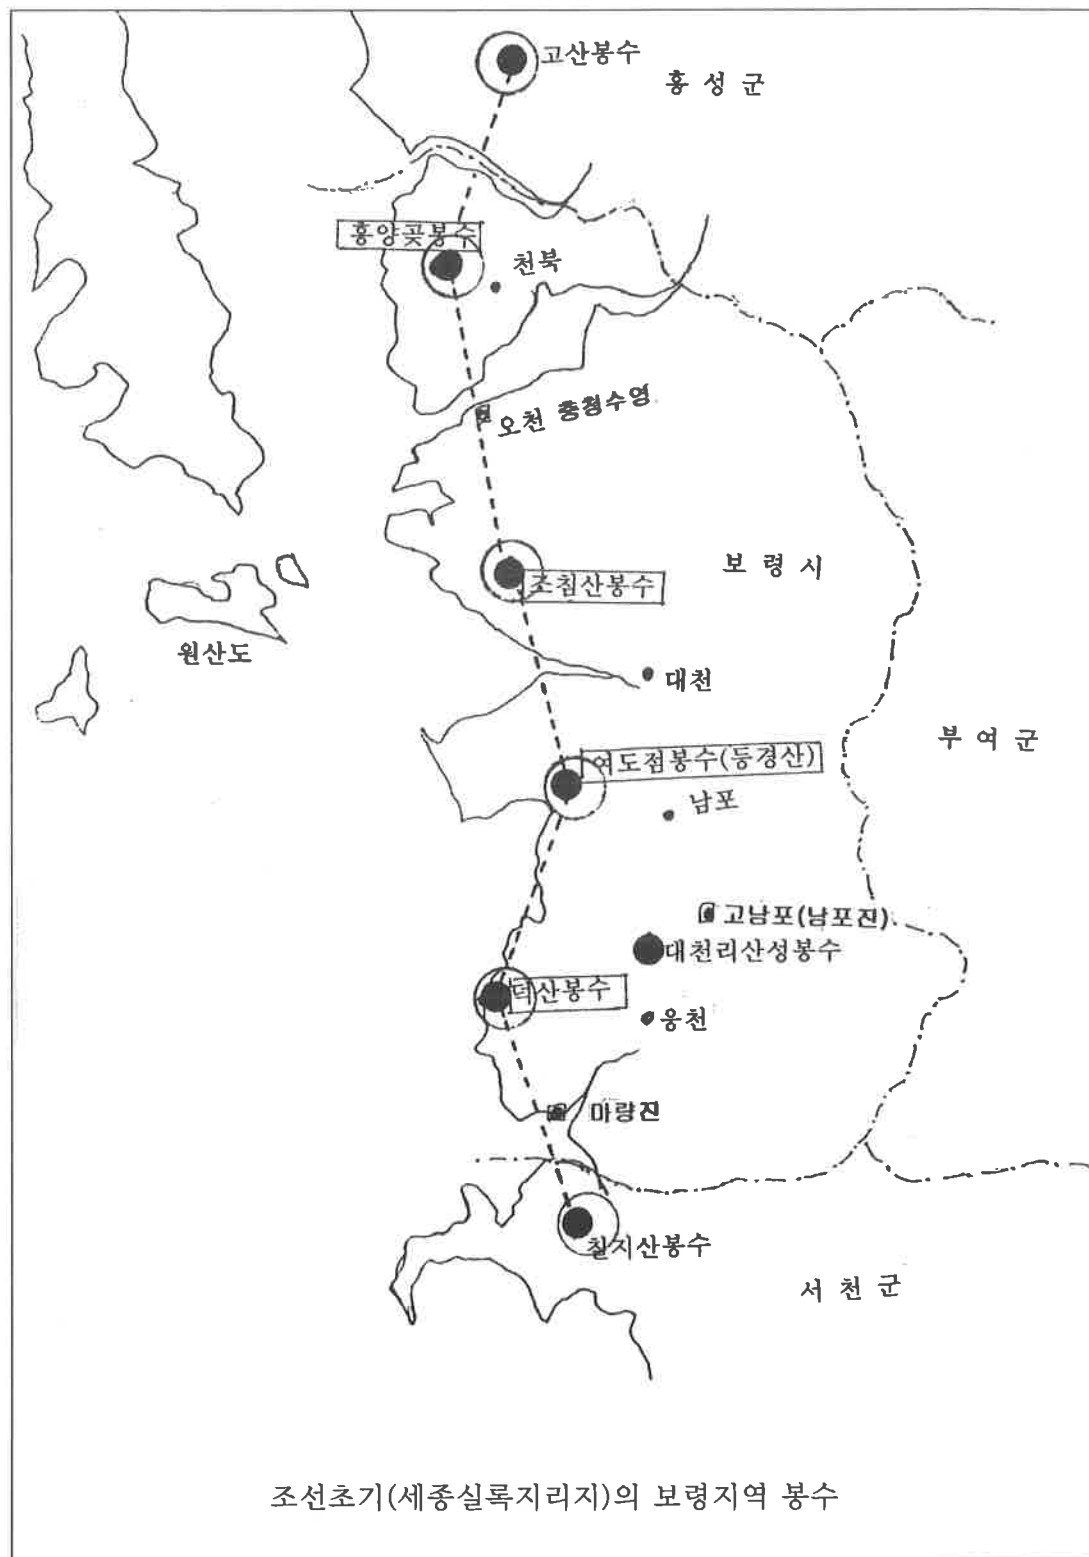 고산봉수
홍성군
흥양곶봉수
천북
오천 충청수영
보령시
조침산봉수
원산도
대천
부여군
여도점봉수(등경산)
남포
고남포(남포진)
대천리산성봉수
덕산봉수
웅천
마량진
칠지산봉수
서천군
조선초기(세종실록지리지)의 보령지역 봉수